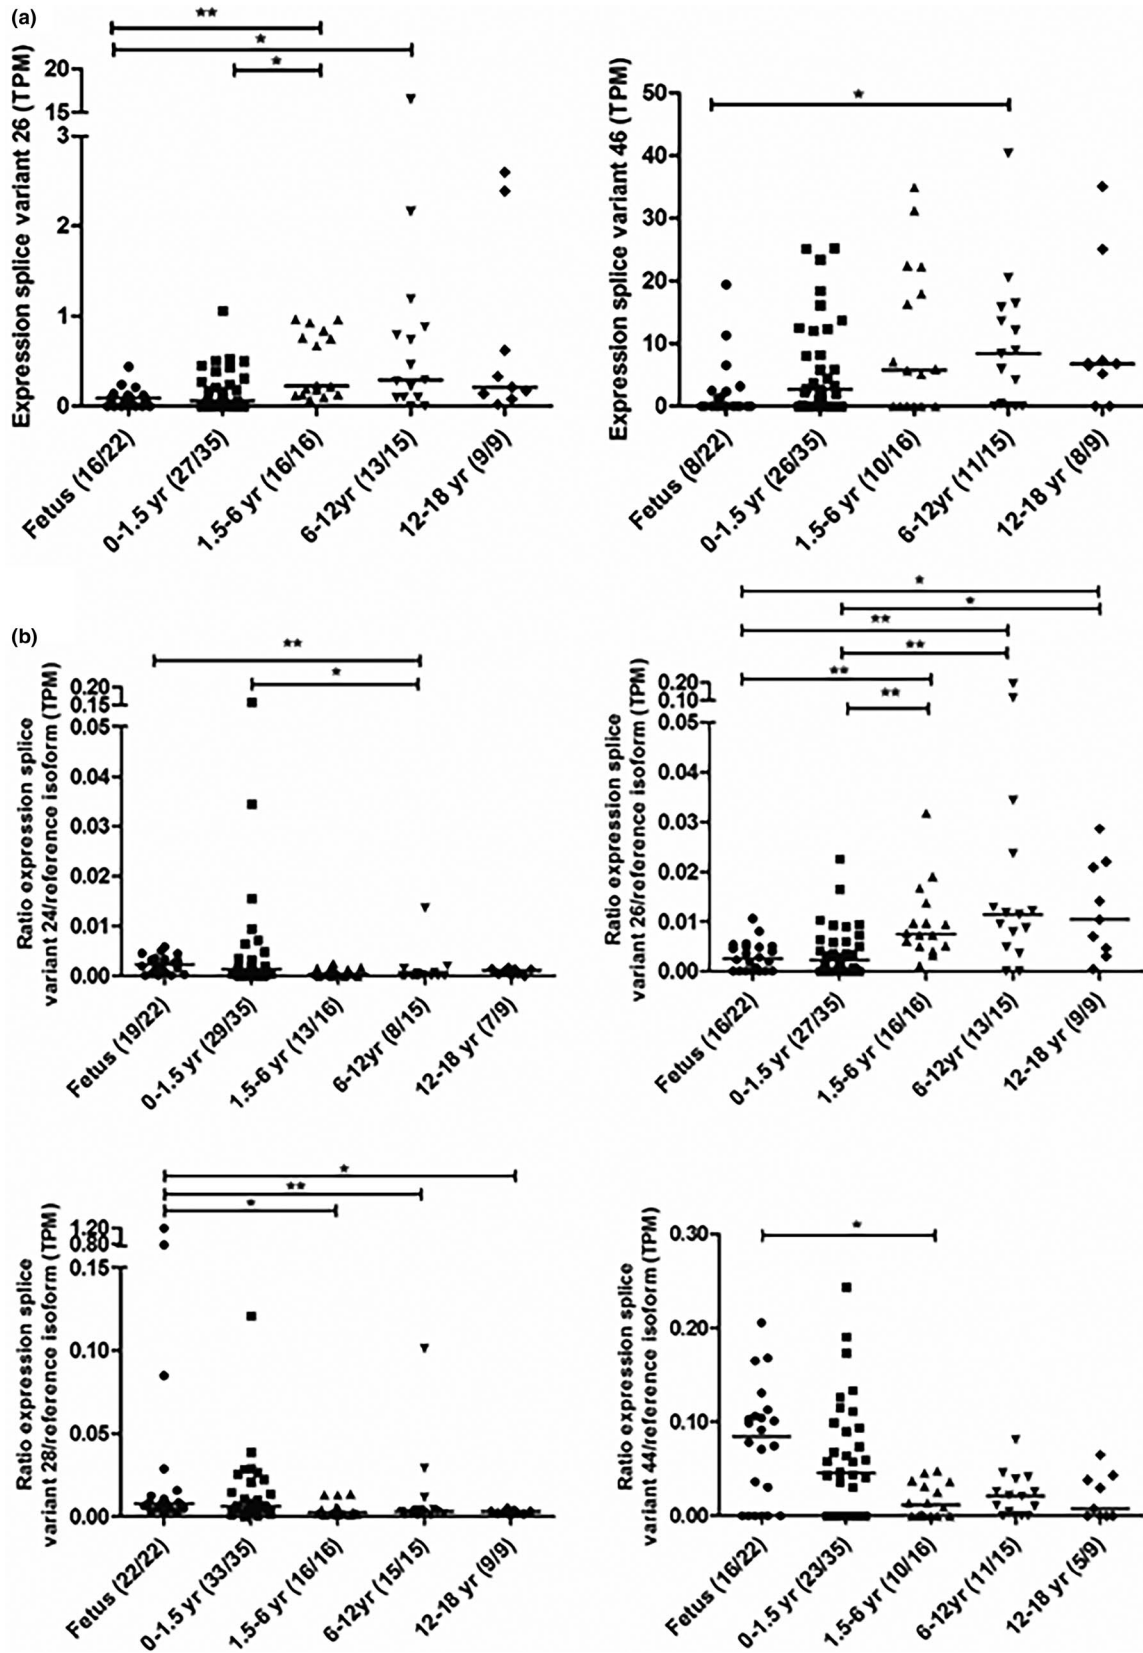 (a)
**
*
*
Expression splice variant 26 (TPM)
20
15
3
2
1
0
Fetus (16/22)
0-1.5 yr (27/35)
1.5-6 yr (16/16)
6-12yr (13/15)
12-18 yr (9/9)
*
Expression splice variant 46 (TPM)
50
40
30
20
10
0
Fetus (8/22)
0-1.5 yr (26/35)
1.5-6 yr (10/16)
6-12yr (11/15)
12-18 yr (8/9)
(b)
**
*
Ratio expression splice
variant 24/reference isoform (TPM)
0.20
0.15
0.05
0.04
0.03
0.02
0.01
0.00
Fetus (19/22)
0-1.5 yr (29/35)
1.5-6 yr (13/16)
6-12yr (8/15)
12-18 yr (7/9)
*
*
**
**
**
**
Ratio expression splice
variant 26/reference isoform (TPM)
0.20
0.10
0.05
0.04
0.03
0.02
0.01
0.00
Fetus (16/22)
0-1.5 yr (27/35)
1.5-6 yr (16/16)
6-12yr (13/15)
12-18 yr (9/9)
*
**
*
Ratio expression splice
variant 28/reference isoform (TPM)
1.20
0.80
0.15
0.10
0.05
0.00
Fetus (22/22)
0-1.5 yr (33/35)
1.5-6 yr (16/16)
6-12yr (15/15)
12-18 yr (9/9)
*
Ratio expression splice
variant 44/reference isoform (TPM)
0.30
0.20
0.10
0.00
Fetus (16/22)
0-1.5 yr (23/35)
1.5-6 yr (10/16)
6-12yr (11/15)
12-18 yr (5/9)